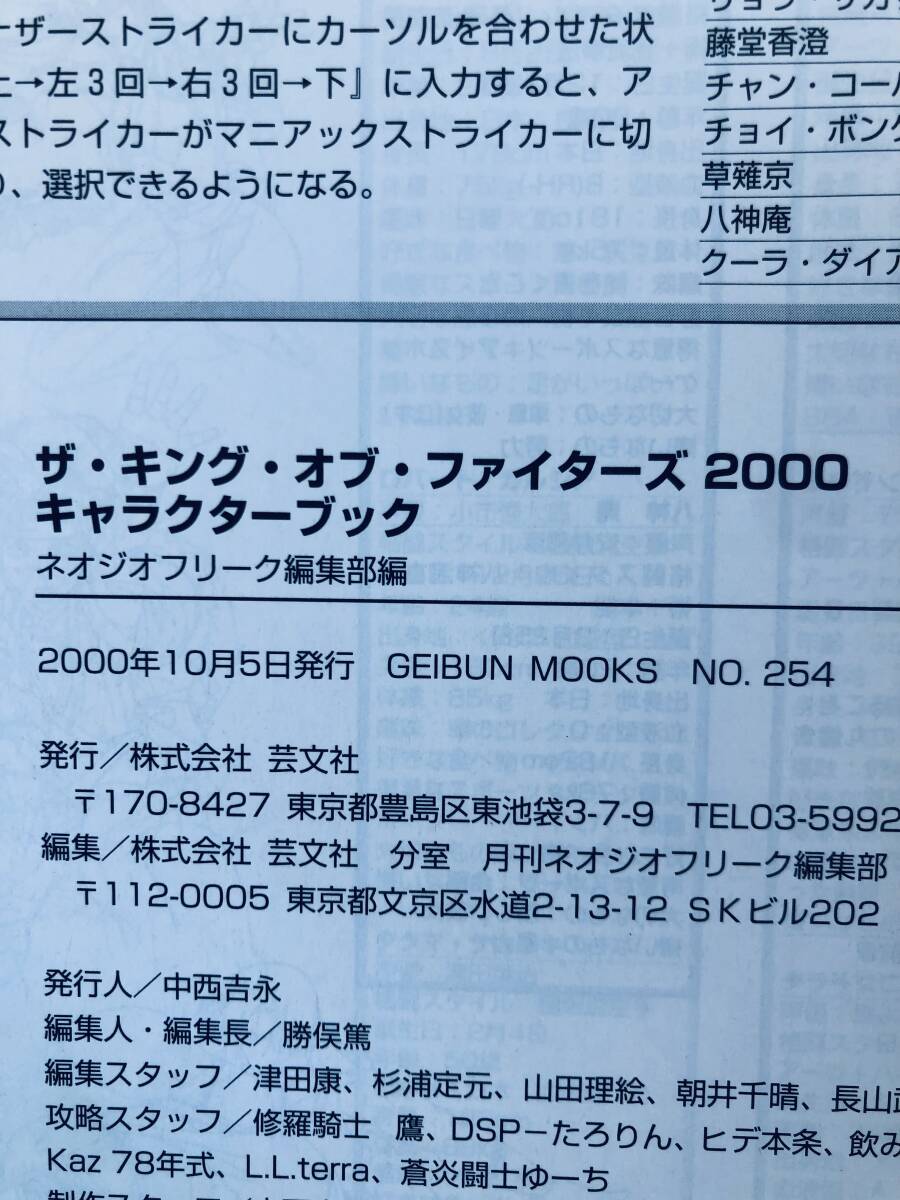 ナザーストライカーにカーソルを合わせた状
→左3回→右3回→下』に入力すると、ア
ストライカーがマニアックストライカーに切
、選択できるようになる。
藤堂香澄
チャン・コール
チョイ・ボンゲ
草薙京
八神庵
クーラ・ダイア
ザ・キング・オブ・ファイターズ 2000
キャラクターブック
ネオジオフリーク編集部編
2000年10月5日発行 GEIBUN MOOKS NO. 254
発行／株式会社 芸文社
〒170-8427 東京都豊島区東池袋3-7-9 TEL03-5992
編集／株式会社 芸文社 分室 月刊ネオジオフリーク編集部
〒112-0005 東京都文京区水道2-13-12 ＳＫビル202
発行人／中西吉永
編集人・編集長／勝俣篤
編集スタッフ／津田康、杉浦定元、山田理絵、朝井千晴、長山
攻略スタッフ／修羅騎士 鷹、DSP－たろりん、ヒデ本条、飲み
Kaz 78年式、L.L.terra、蒼炎闘士ゆーち